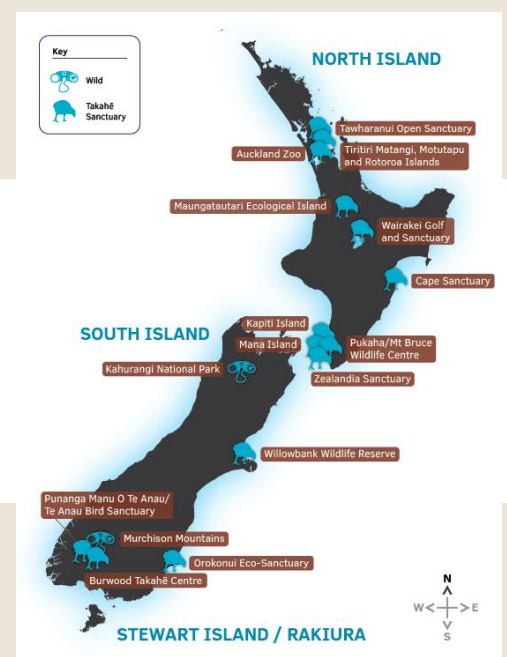 Key
Wild
Takahē
Sanctuary
NORTH ISLAND
Tawharanui Open Sanctuary
Auckland Zoo
Tiritiri Matangi, Motutapu
and Rotoroa Islands
Maungatautari Ecological Island
Wairakei Golf
and Sanctuary
Cape Sanctuary
SOUTH ISLAND
Kapiti Island
Mana Island
Pukaha/Mt Bruce
Wildlife Centre
Kahurangi National Park
Zealandia Sanctuary
Willowbank Wildlife Reserve
Punanga Manu O Te Anau/
Te Anau Bird Sanctuary
Murchison Mountains
Orokonui Eco-Sanctuary
Burwood Takahē Centre
N
W E
S
STEWART ISLAND / RAKIURA